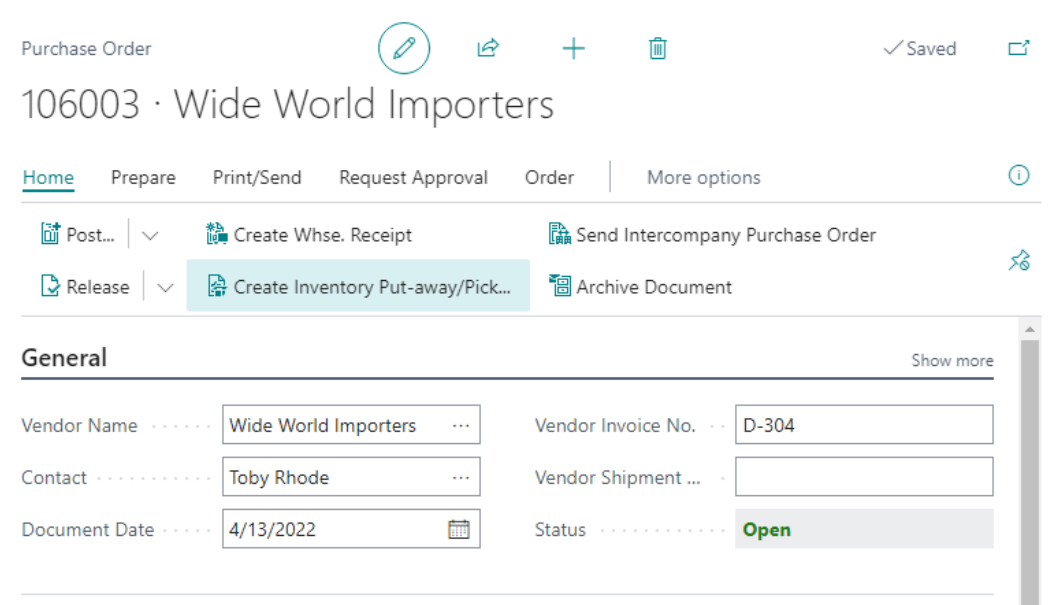 Purchase Order
Saved
106003 · Wide World Importers
Home Prepare Print/Send Request Approval Order More options
Post... Create Whse. Receipt Send Intercompany Purchase Order
Release Create Inventory Put-away/Pick... Archive Document
General Show more
Vendor Name Wide World Importers ... Vendor Invoice No. D-304
Contact Toby Rhode ... Vendor Shipment ...
Document Date 4/13/2022 Status Open